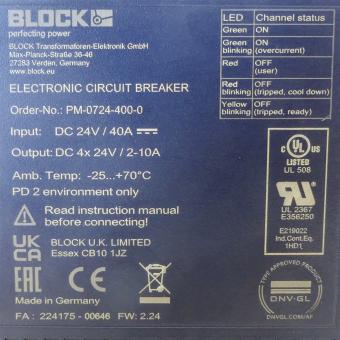 BLOCK
perfecting power
BLOCK Transformatoren-Elektronik GmbH
Max-Planck-Straße 36-46
27283 Verden, Germany
www.block.eu
LED Channel status
Green ON
Green blinking ON (overcurrent)
Red OFF (user)
Red blinking OFF (tripped, cool down)
Yellow blinking OFF (tripped, ready)
ELECTRONIC CIRCUIT BREAKER
Order-No.: PM-0724-400-0
Input: DC 24V / 40A
Output: DC 4x 24V / 2-10A
Amb. Temp: -25...+70°C
PD 2 environment only
Read instruction manual
before connecting!
UK
CA
BLOCK U.K. LIMITED
Essex CB10 1JZ
EAC CE
Made in Germany
FA : 224175 - 00646 FW: 2.24
C UL US
LISTED
UL 508
UL 2367
E356250
E219022
Ind.Cont.Eq.
1HD1
TYPE APPROVED PRODUCT
DNV·GL
DNVGL.COM/AF